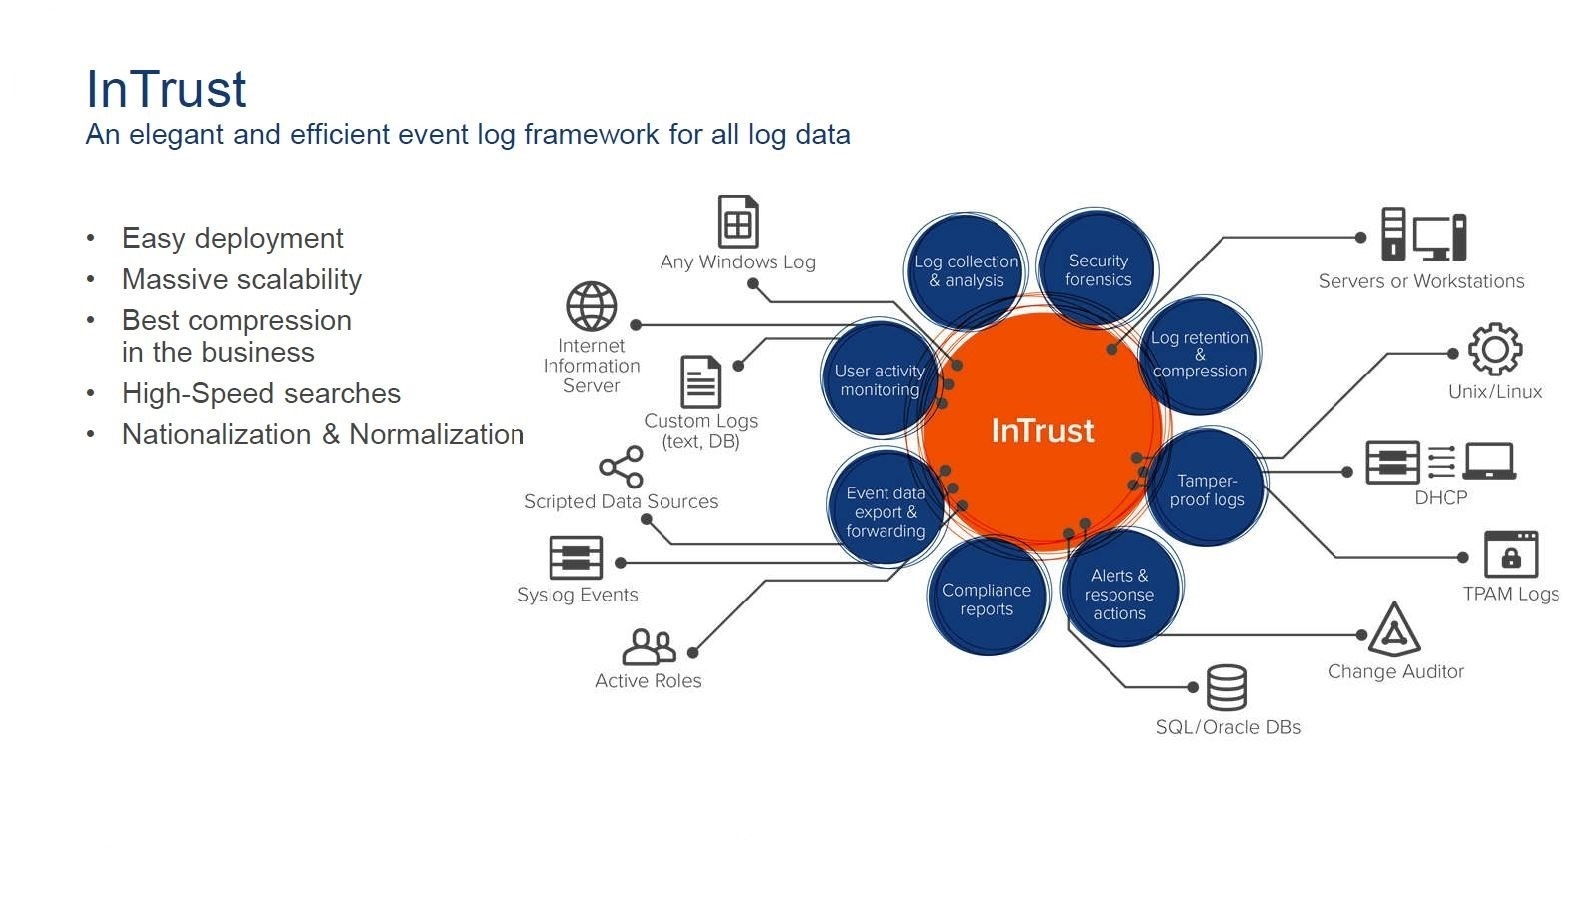 InTrust
An elegant and efficient event log framework for all log data
• Easy deployment
• Massive scalability
• Best compression
in the business
• High-Speed searches
• Nationalization & Normalization
Any Windows Log
Internet
Information
Server
Custom Logs
(text, DB)
Scripted Data Sources
Syslog Events
Active Roles
Log collection
& analysis
Security
forensics
Log retention
&
compression
User activity
monitoring
InTrust
Tamper-
proof logs
Event data
export &
forwarding
Compliance
reports
Alerts &
response
actions
Servers or Workstations
Unix/Linux
DHCP
TPAM Logs
Change Auditor
SQL/Oracle DBs